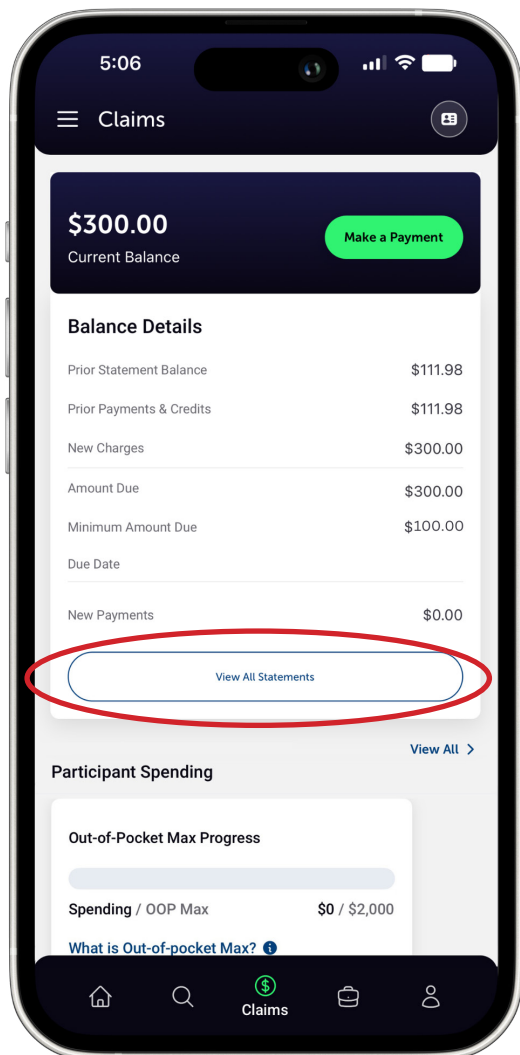 5:06
Claims
$300.00
Current Balance
Make a Payment
Balance Details
Prior Statement Balance $111.98
Prior Payments & Credits $111.98
New Charges $300.00
Amount Due $300.00
Minimum Amount Due $100.00
Due Date
New Payments $0.00
View All Statements
View All >
Participant Spending
Out-of-Pocket Max Progress
Spending / OOP Max $0 / $2,000
What is Out-of-pocket Max?
Claims